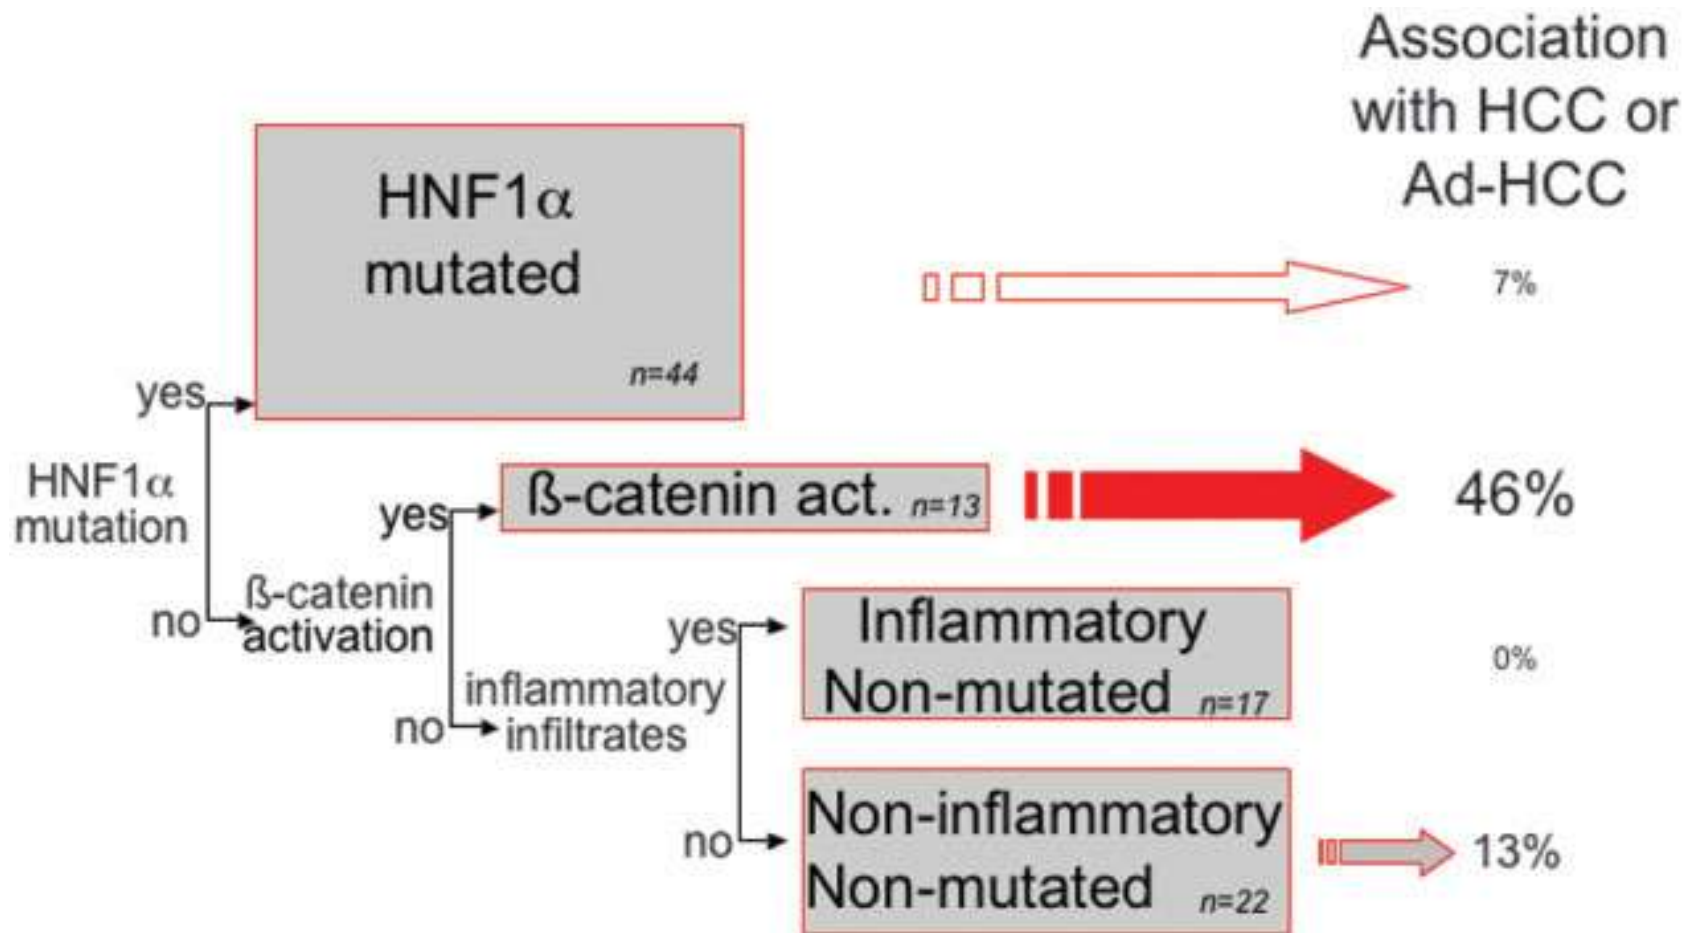 Association
with HCC or
Ad-HCC
HNF1α
mutated
n=44
7%
yes
HNF1α
mutation
no
ß-catenin act. n=13
46%
yes
ß-catenin
activation
no
Inflammatory
Non-mutated n=17
0%
yes
inflammatory
infiltrates
no
Non-inflammatory
Non-mutated n=22
13%